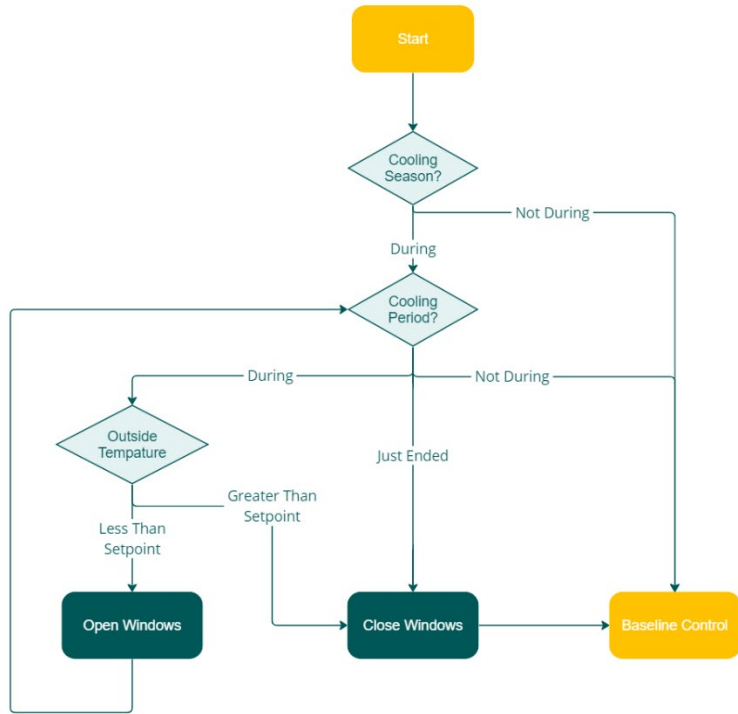 Start
Cooling
Season?
Not During
During
Cooling
Period?
During
Not During
Outside
Tempature
Just Ended
Greater Than
Setpoint
Less Than
Setpoint
Open Windows
Close Windows
Baseline Control